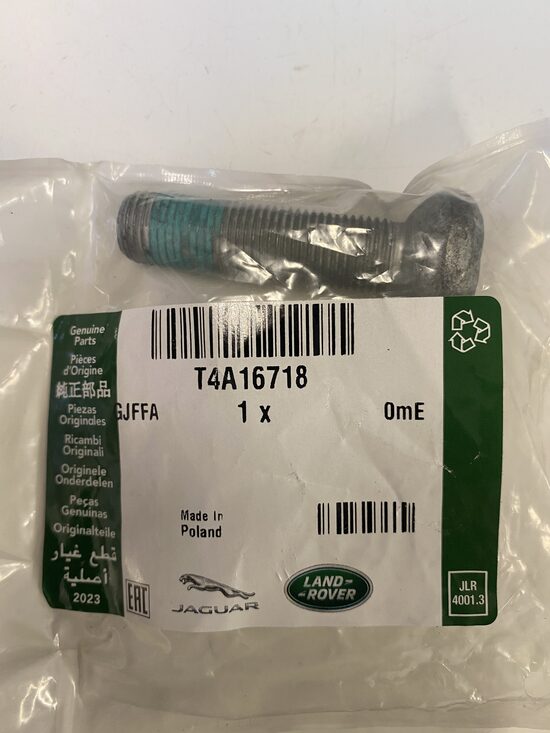 Genuine
Parts
Pièces
d'Origine
純正部品
Piezas
Originales
Ricambi
Originali
Originele
Onderdelen
Peças
Genuínas
Originalteile
قطع غيار
أصلية
2023
T4A16718
GJFFA 1 x 0mE
Made In
Poland
EAC
JAGUAR
LAND
ROVER
JLR
4001.3